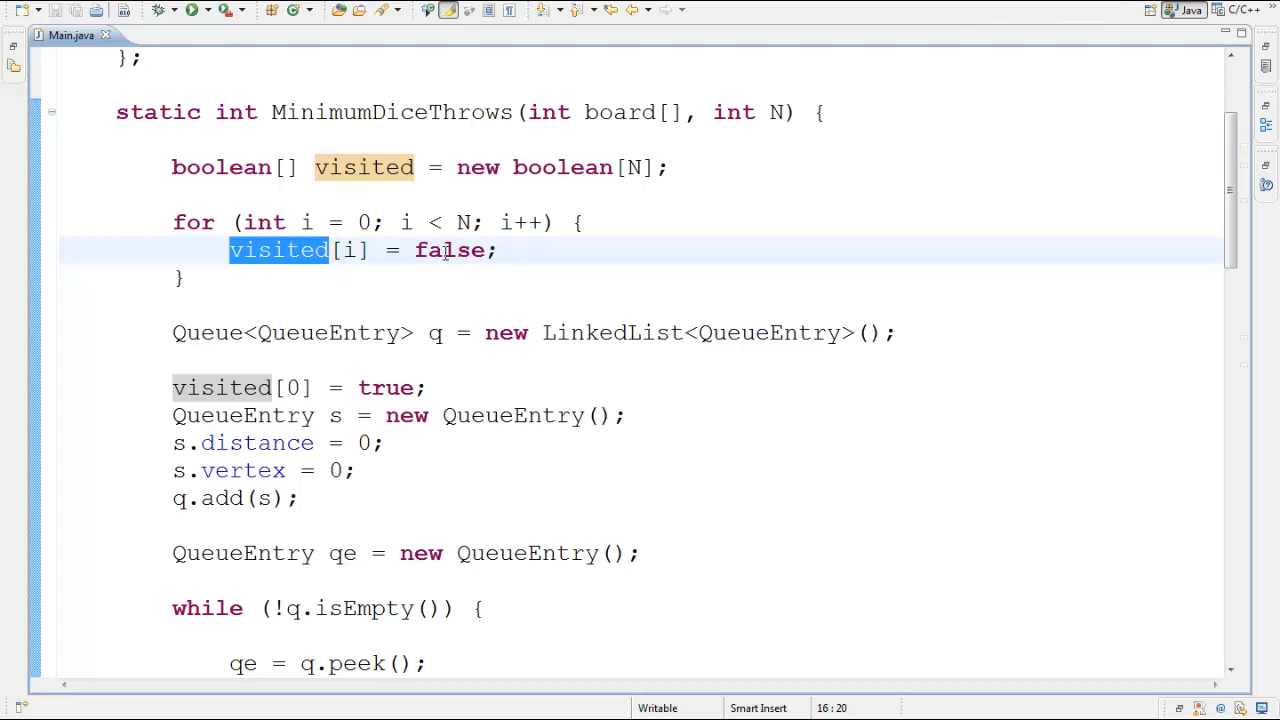 Java
C/C++
Main.java
};
static int MinimumDiceThrows(int board[], int N) {
boolean[] visited = new boolean[N];
for (int i = 0; i < N; i++) {
visited[i] = false;
}
Queue<QueueEntry> q = new LinkedList<QueueEntry>();
visited[0] = true;
QueueEntry s = new QueueEntry();
s.distance = 0;
s.vertex = 0;
q.add(s);
QueueEntry qe = new QueueEntry();
while (!q.isEmpty()) {
qe = q.peek();
Writable
Smart Insert
16 : 20